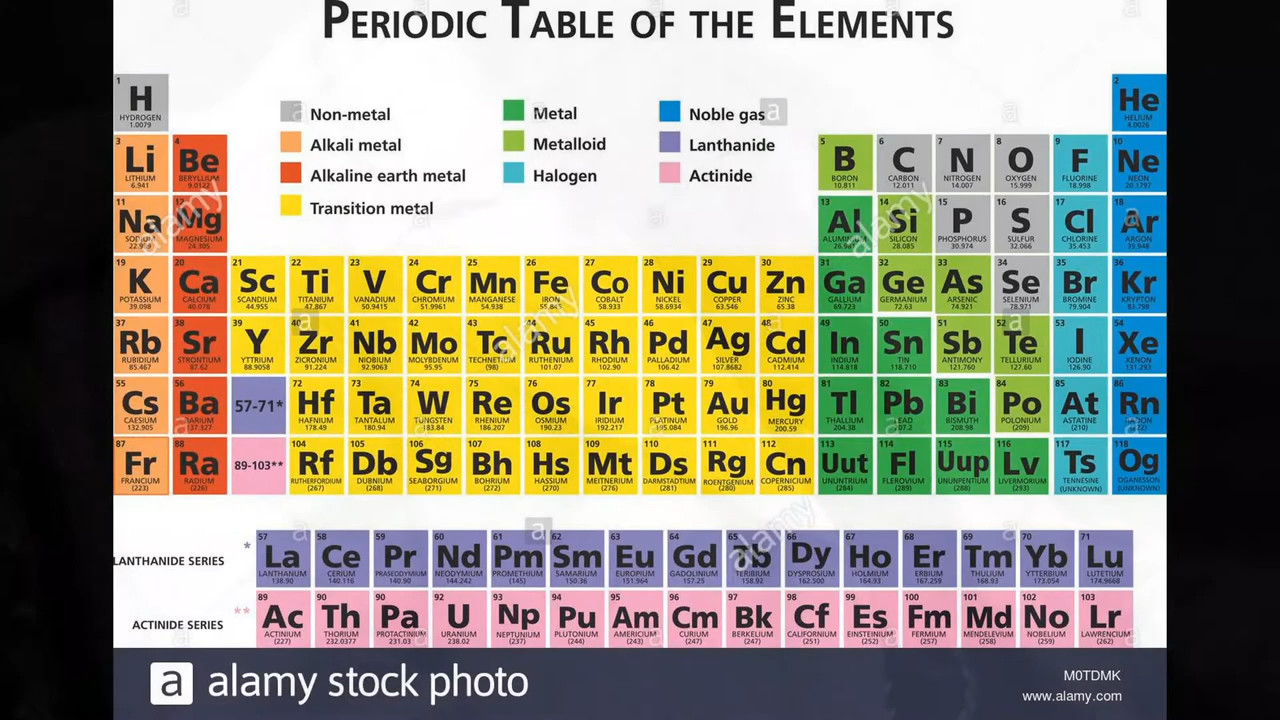 PERIODIC TABLE OF THE ELEMENTS
1 2
H He
HYDROGEN HELIUM
1.0079 4.0026
Non-metal Metal Noble gas
Alkali metal Metalloid Lanthanide
Alkaline earth metal Halogen Actinide
Transition metal
3 4 5 6 7 8 9 10
Li Be B C N O F Ne
LITHIUM BERYLLIUM BORON CARBON NITROGEN OXYGEN FLUORINE NEON
6.941 9.0122 10.811 12.011 14.007 15.999 18.998 20.1797
11 12 13 14 15 16 17 18
Na Mg Al Si P S Cl Ar
SODIUM MAGNESIUM ALUMINIUM SILICON PHOSPHORUS SULFUR CHLORINE ARGON
22.989 24.305 26.981 28.085 30.974 32.066 35.453 39.948
19 20 21 22 23 24 25 26 27 28 29 30 31 32 33 34 35 36
K Ca Sc Ti V Cr Mn Fe Co Ni Cu Zn Ga Ge As Se Br Kr
POTASSIUM CALCIUM SCANDIUM TITANIUM VANADIUM CHROMIUM MANGANESE IRON COBALT NICKEL COPPER ZINC GALLIUM GERMANIUM ARSENIC SELENIUM BROMINE KRYPTON
39.098 40.078 44.955 47.867 50.9415 51.9961 54.938 55.847 58.933 58.6934 63.546 65.38 69.723 72.63 74.921 78.971 79.904 81.798
37 38 39 40 41 42 43 44 45 46 47 48 49 50 51 52 53 54
Rb Sr Y Zr Nb Mo Tc Ru Rh Pd Ag Cd In Sn Sb Te I Xe
RUBIDIUM STRONTIUM YTTRIUM ZICRONIUM NIOBIUM MOLYBDENUM TECHNETIUM RUTHENIUM RHODIUM PALLADIUM SILVER CADMIUM INDIUM TIN ANTIMONY TELLURIUM IODINE XENON
85.467 87.62 88.9058 91.224 92.9063 95.95 (98) 101.07 102.90 106.42 107.8682 112.414 114.818 118.710 121.760 127.60 126.90 131.293
55 56 57-71* 72 73 74 75 76 77 78 79 80 81 82 83 84 85 86
Cs Ba Hf Ta W Re Os Ir Pt Au Hg Tl Pb Bi Po At Rn
CAESIUM BARIUM HAFNIUM TANTALUM TUNGSTEN RHENIUM OSMIUM IRIDIUM PLATINUM GOLD MERCURY THALLIUM LEAD BISMUTH POLONIUM ASTATINE RADON
132.905 137.327 178.49 180.94 183.84 186.207 190.23 192.217 195.084 196.96 200.59 204.38 207.2 208.98 (209) (210) (222)
87 88 89-103** 104 105 106 107 108 109 110 111 112 113 114 115 116 117 118
Fr Ra Rf Db Sg Bh Hs Mt Ds Rg Cn Uut Fl Uup Lv Ts Og
FRANCIUM RADIUM RUTHERFORDIUM DUBNIUM SEABORGIUM BOHRIUM HASSIUM MEITNERIUM DARMSTADTIUM ROENTGENIUM COPERNICIUM UNUNTRIUM FLEROVIUM UNUNPENTIUM LIVERMORIUM TENNESINE OGANESSON
(223) (226) (267) (268) (271) (272) (270) (276) (281) (280) (285) (284) (289) (288) (293) (UNKNOWN) (UNKNOWN)
* 57 58 59 60 61 62 63 64 65 66 67 68 69 70 71
LANTHANIDE SERIES La Ce Pr Nd Pm Sm Eu Gd Tb Dy Ho Er Tm Yb Lu
LANTHANUM CERIUM PRASEODYMIUM NEODYMIUM PROMETHIUM SAMARIUM EUROPIUM GADOLINIUM TERIBIUM DYSPROSIUM HOLMIUM ERBIUM THULIUM YTTERBIUM LUTETIUM
138.90 140.116 140.90 144.242 (145) 150.36 151.964 157.25 158.92 162.500 164.93 167.259 168.93 173.054 174.9668
** 89 90 90 92 93 94 95 96 97 98 99 100 101 102 103
ACTINIDE SERIES Ac Th Pa U Np Pu Am Cm Bk Cf Es Fm Md No Lr
ACTINIUM THORIUM PROTACTINIUM URANIUM NEPTUNIUM PLUTONIUM AMERICIUM CURIUM BERKELIUM CALIFORNIUM EINSTEINIUM FERMIUM MENDELEVIUM NOBELIUM LAWRENCIUM
(227) 232.0377 231.03 238.02 (237) (244) (243) (247) (247) (251) (252) (257) (258) (259) (262)
a alamy stock photo
M0TDMK
www.alamy.com